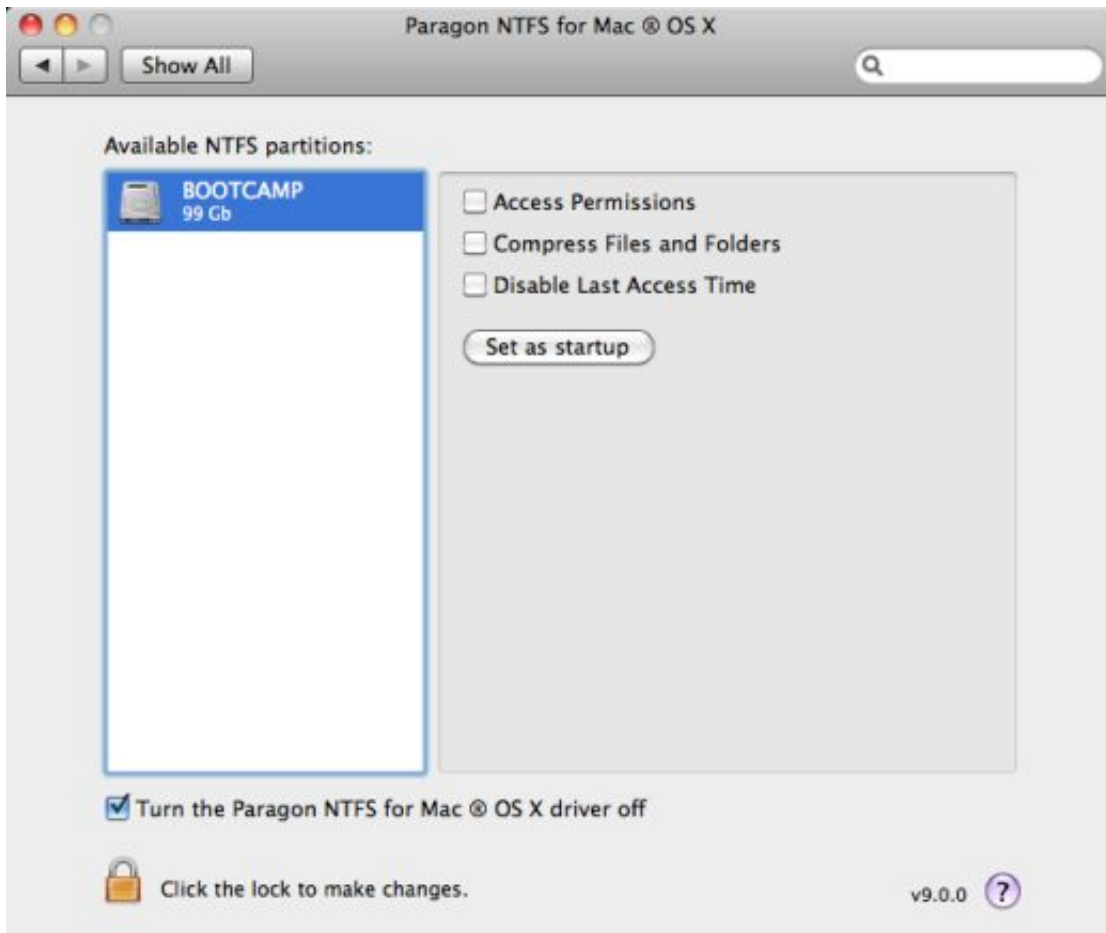 Paragon NTFS for Mac ® OS X
Show All
Available NTFS partitions:
BOOTCAMP
99 Gb
Access Permissions
Compress Files and Folders
Disable Last Access Time
Set as startup
Turn the Paragon NTFS for Mac ® OS X driver off
Click the lock to make changes.
v9.0.0 ?